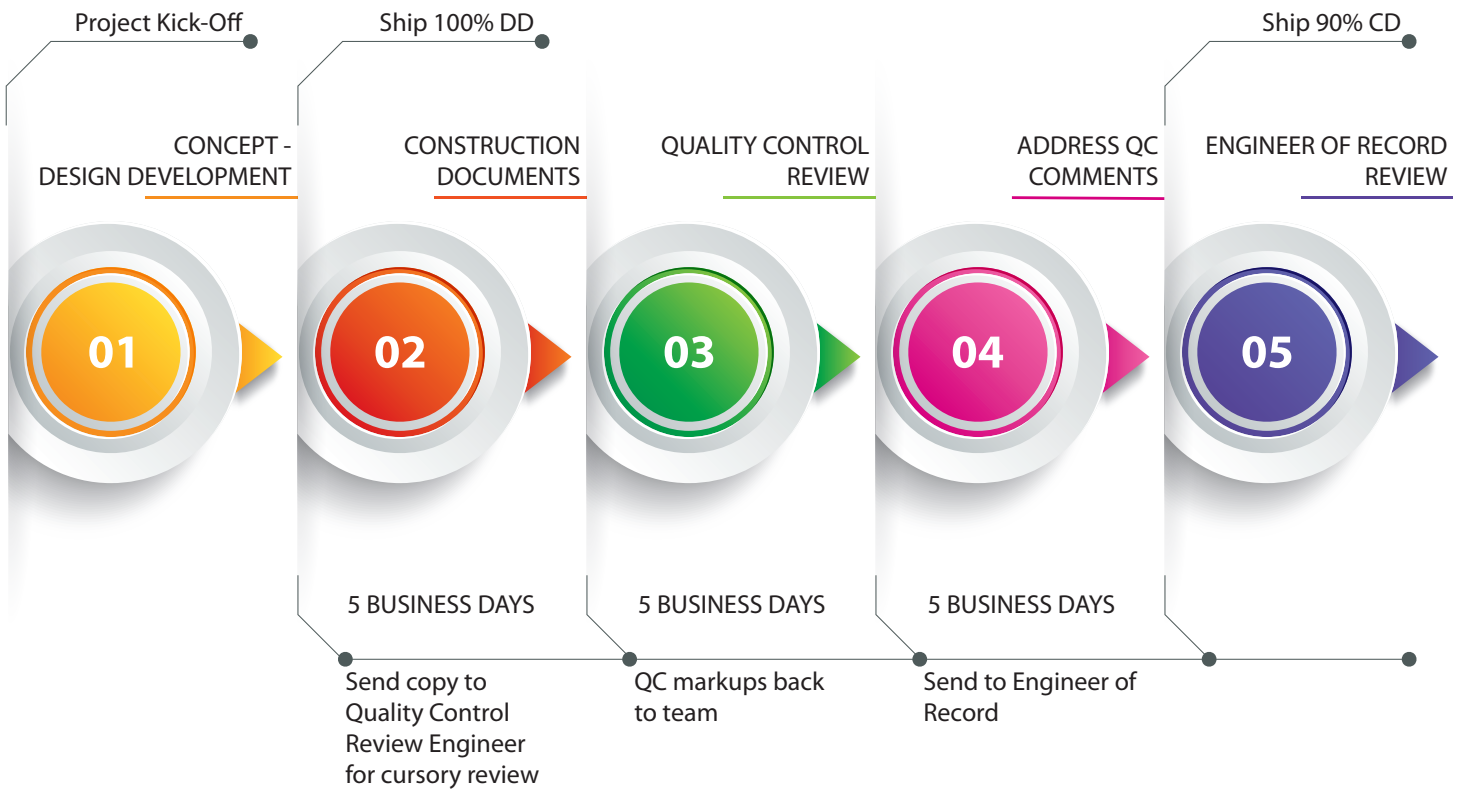 Project Kick-Off
Ship 100% DD
Ship 90% CD
CONCEPT -
DESIGN DEVELOPMENT
CONSTRUCTION
DOCUMENTS
QUALITY CONTROL
REVIEW
ADDRESS QC
COMMENTS
ENGINEER OF RECORD
REVIEW
01
02
03
04
05
5 BUSINESS DAYS
5 BUSINESS DAYS
5 BUSINESS DAYS
Send copy to
Quality Control
Review Engineer
for cursory review
QC markups back
to team
Send to Engineer of
Record